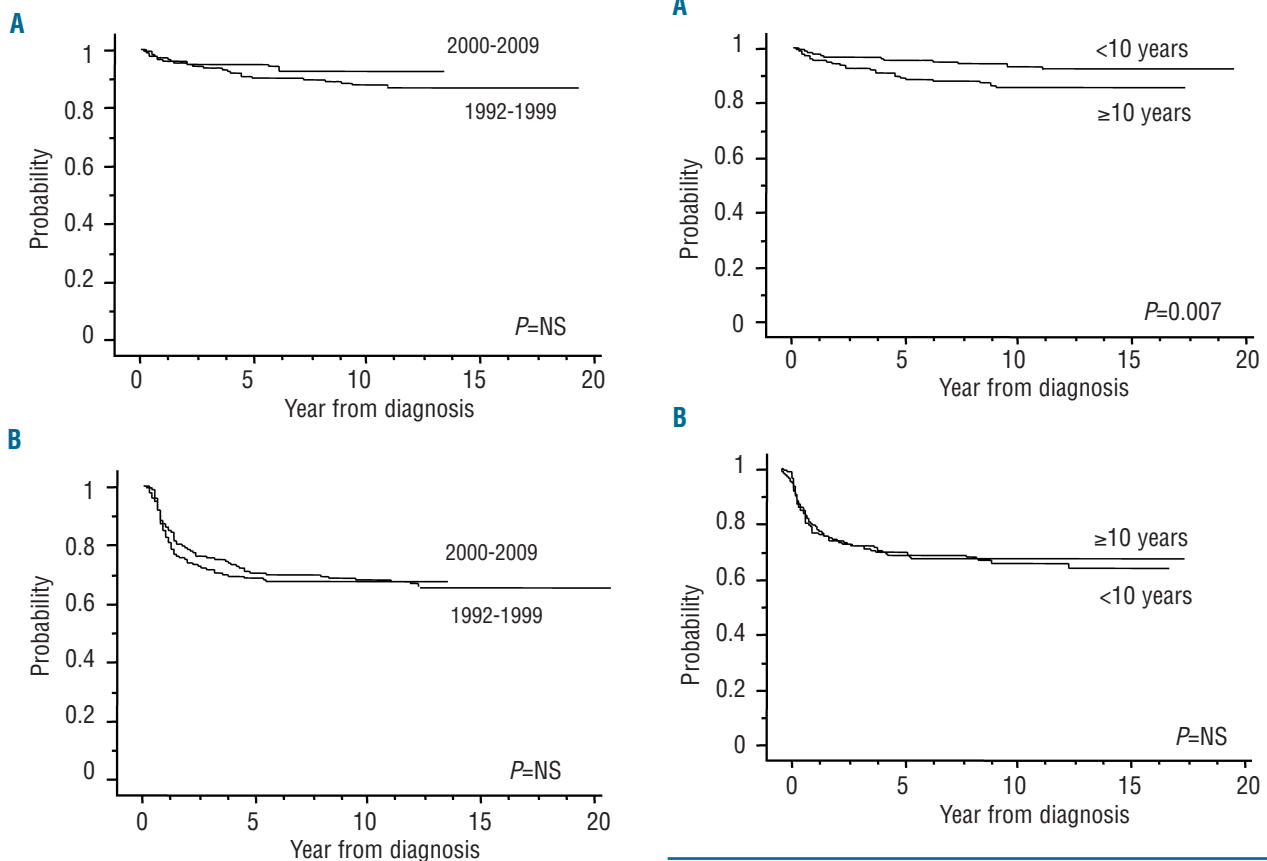 A
1
0.8
0.6
0.4
0.2
0
Probability
2000-2009
1992-1999
P=NS
0 5 10 15 20
Year from diagnosis
B
1
0.8
0.6
0.4
0.2
0
Probability
2000-2009
1992-1999
P=NS
0 5 10 15 20
Year from diagnosis
A
1
0.8
0.6
0.4
0.2
0
Probability
<10 years
≥10 years
P=0.007
0 5 10 15 20
Year from diagnosis
B
1
0.8
0.6
0.4
0.2
0
Probability
≥10 years
<10 years
P=NS
0 5 10 15 20
Year from diagnosis